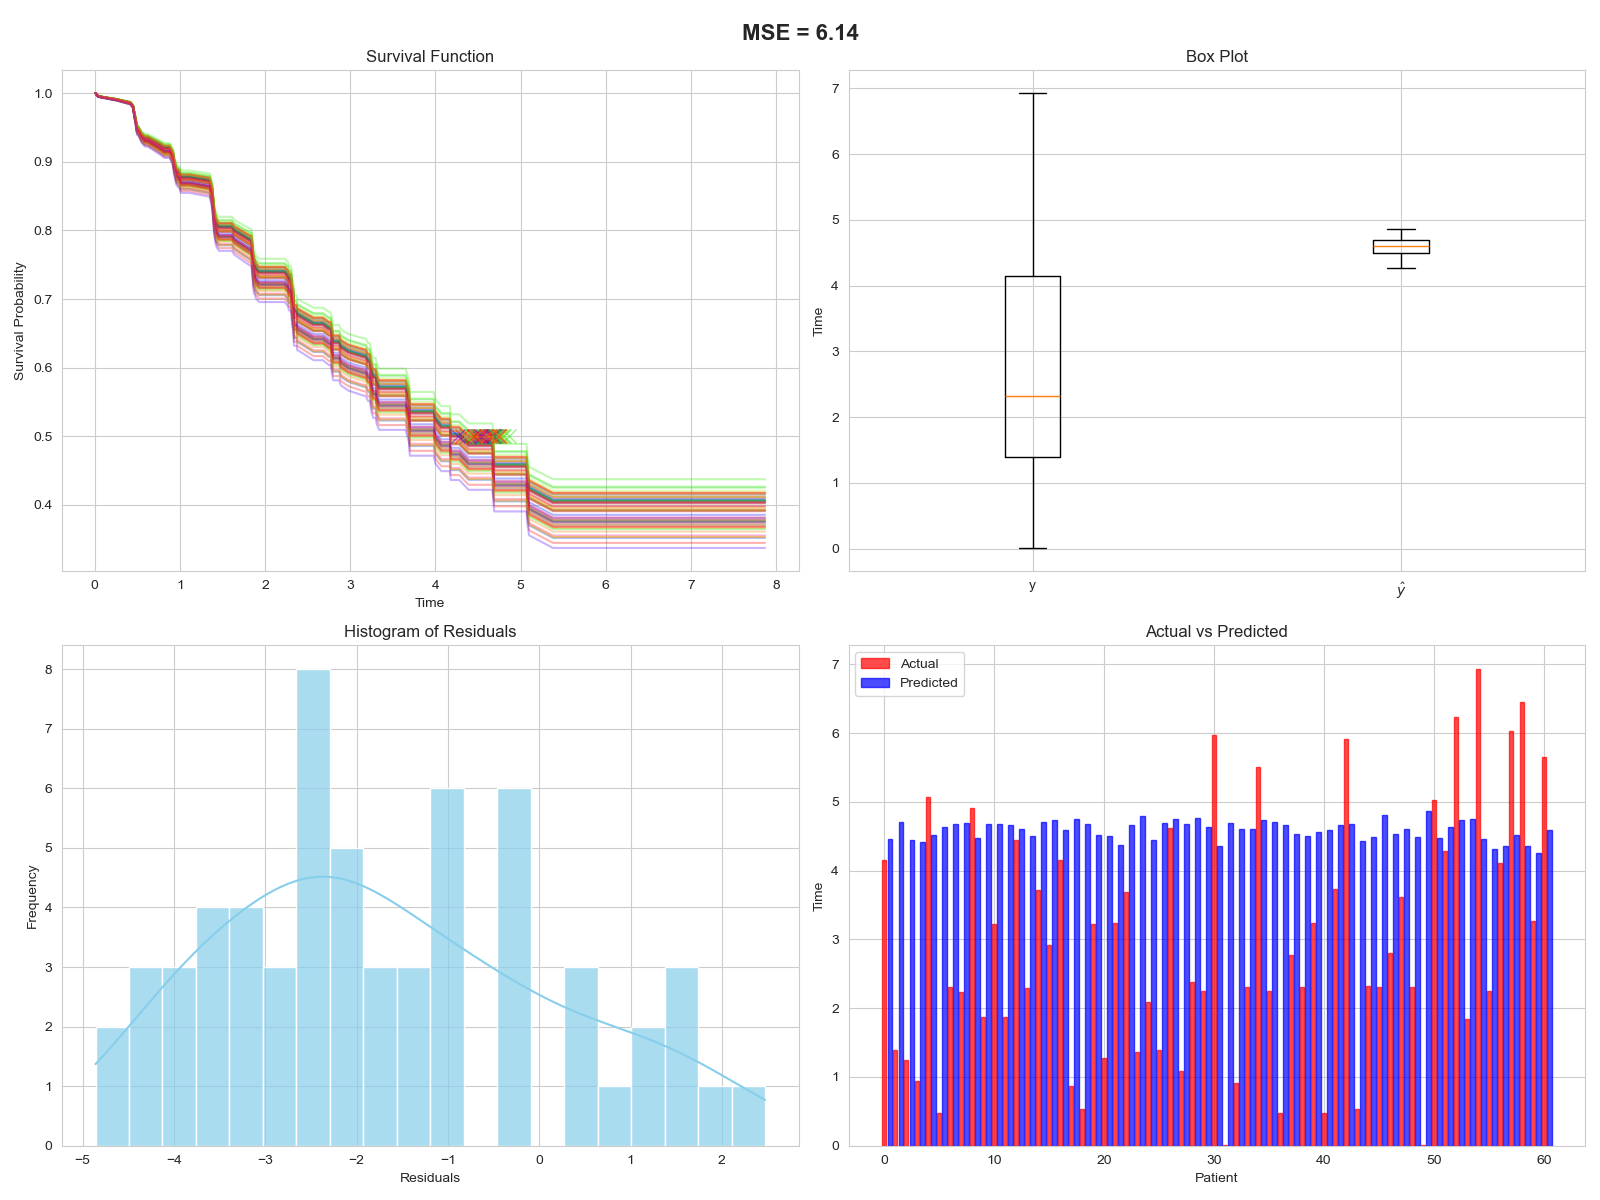 MSE = 6.14
Survival Function
Survival Probability
1.0
0.9
0.8
0.7
0.6
0.5
0.4
0 1 2 3 4 5 6 7 8
Time
Box Plot
Time
7
6
5
4
3
2
1
0
y ŷ
Histogram of Residuals
Frequency
8
7
6
5
4
3
2
1
0
−5 −4 −3 −2 −1 0 1 2
Residuals
Actual vs Predicted
Actual
Predicted
Time
7
6
5
4
3
2
1
0
0 10 20 30 40 50 60
Patient